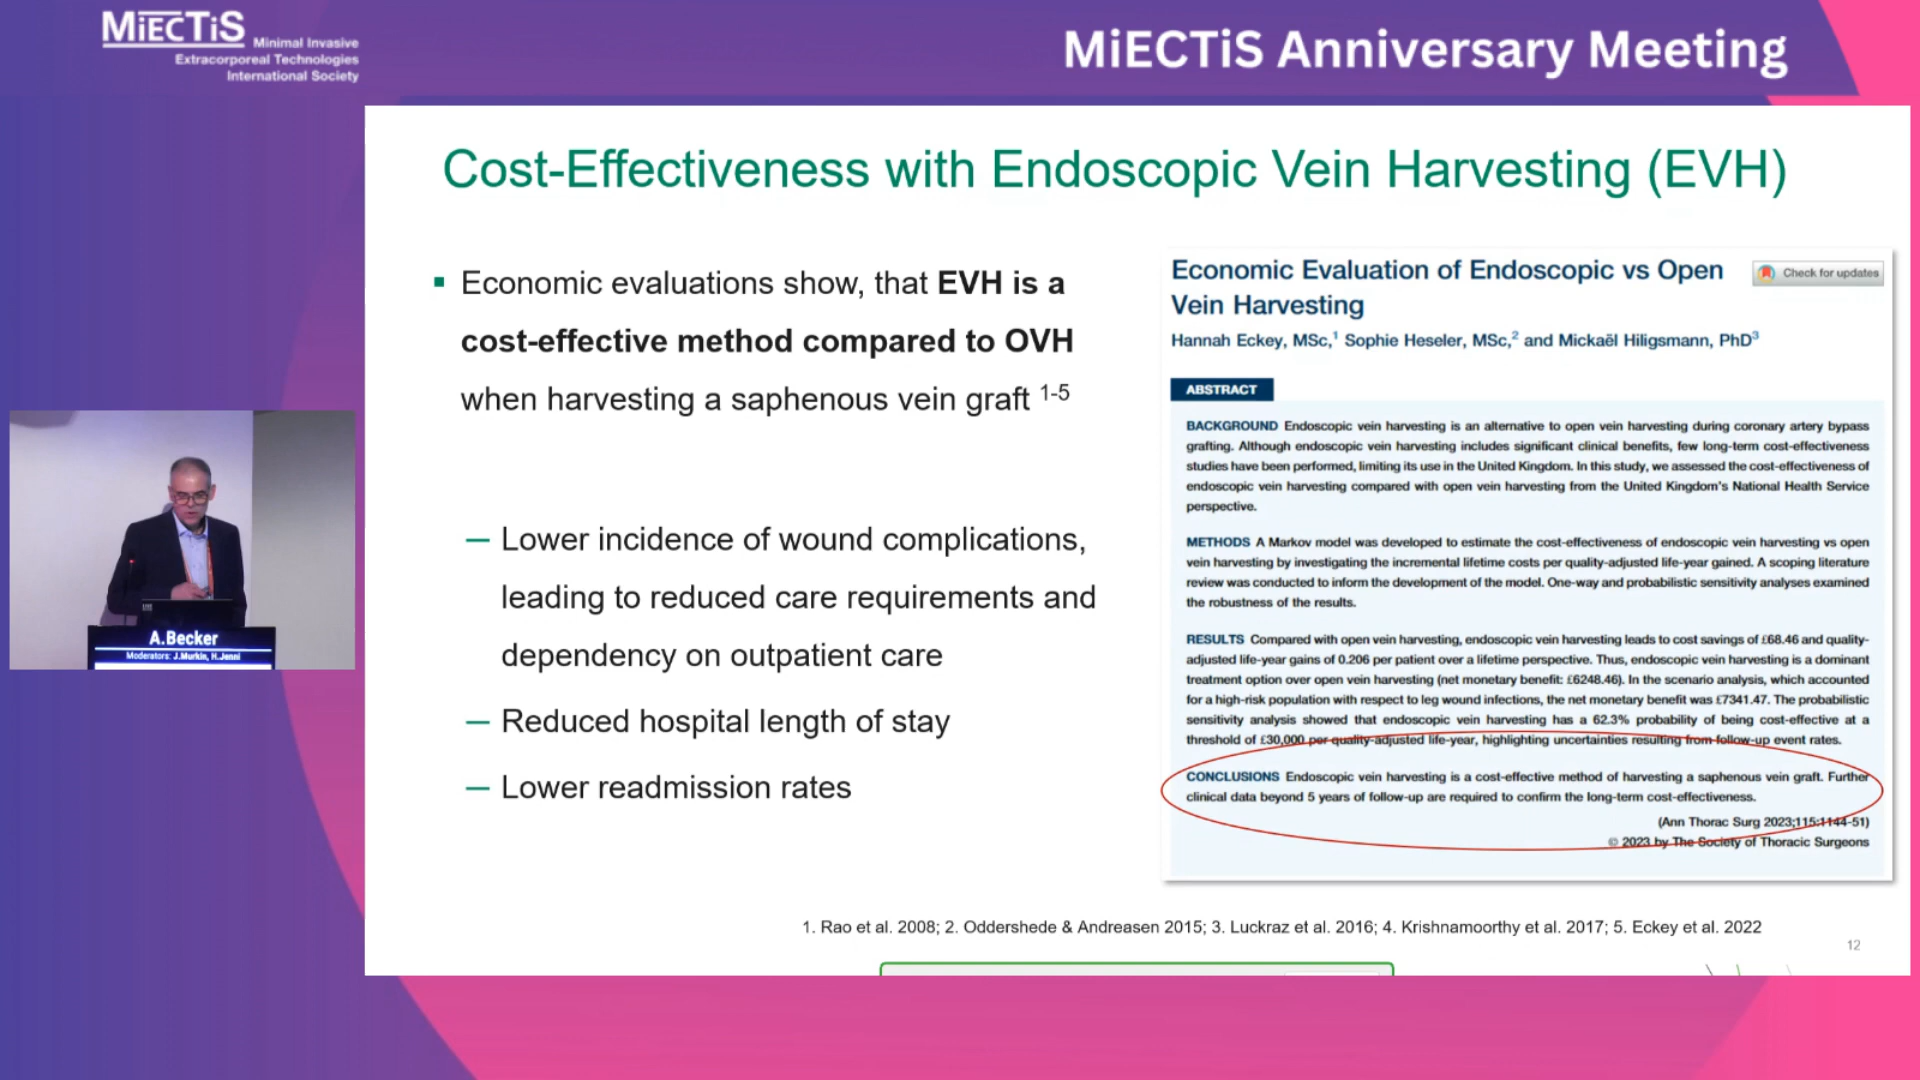 MiECTiS
Minimal Invasive
Extracorporeal Technologies
International Society
MiECTiS Anniversary Meeting
Cost-Effectiveness with Endoscopic Vein Harvesting (EVH)
▪ Economic evaluations show, that EVH is a
cost-effective method compared to OVH
when harvesting a saphenous vein graft 1-5
— Lower incidence of wound complications,
leading to reduced care requirements and
dependency on outpatient care
— Reduced hospital length of stay
— Lower readmission rates
Economic Evaluation of Endoscopic vs Open
Vein Harvesting
Check for updates
Hannah Eckey, MSc,1 Sophie Heseler, MSc,2 and Mickaël Hiligsmann, PhD3
ABSTRACT
BACKGROUND Endoscopic vein harvesting is an alternative to open vein harvesting during coronary artery bypass
grafting. Although endoscopic vein harvesting includes significant clinical benefits, few long-term cost-effectiveness
studies have been performed, limiting its use in the United Kingdom. In this study, we assessed the cost-effectiveness of
endoscopic vein harvesting compared with open vein harvesting from the United Kingdom's National Health Service
perspective.
METHODS A Markov model was developed to estimate the cost-effectiveness of endoscopic vein harvesting vs open
vein harvesting by investigating the incremental lifetime costs per quality-adjusted life-year gained. A scoping literature
review was conducted to inform the development of the model. One-way and probabilistic sensitivity analyses examined
the robustness of the results.
RESULTS Compared with open vein harvesting, endoscopic vein harvesting leads to cost savings of £68.46 and quality-
adjusted life-year gains of 0.206 per patient over a lifetime perspective. Thus, endoscopic vein harvesting is a dominant
treatment option over open vein harvesting (net monetary benefit: £6248.46). In the scenario analysis, which accounted
for a high-risk population with respect to leg wound infections, the net monetary benefit was £7341.47. The probabilistic
sensitivity analysis showed that endoscopic vein harvesting has a 62.3% probability of being cost-effective at a
threshold of £30,000 per quality-adjusted life-year, highlighting uncertainties resulting from follow-up event rates.
CONCLUSIONS Endoscopic vein harvesting is a cost-effective method of harvesting a saphenous vein graft. Further
clinical data beyond 5 years of follow-up are required to confirm the long-term cost-effectiveness.
(Ann Thorac Surg 2023;115:1144-51)
© 2023 by The Society of Thoracic Surgeons
1. Rao et al. 2008; 2. Oddershede & Andreasen 2015; 3. Luckraz et al. 2016; 4. Krishnamoorthy et al. 2017; 5. Eckey et al. 2022
12
A.Becker
Moderators: J.Murkin, H.Jenni